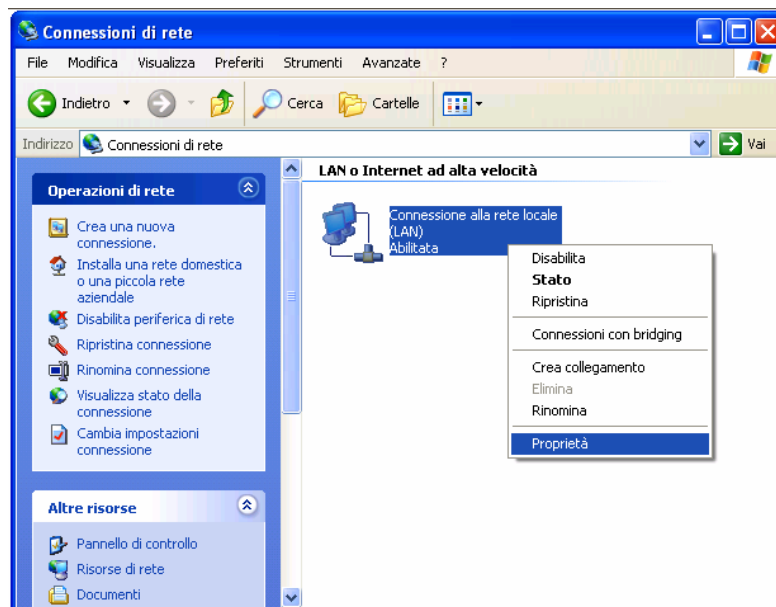 Connessioni di rete
File Modifica Visualizza Preferiti Strumenti Avanzate ?
Indietro Cerca Cartelle
Indirizzo Connessioni di rete Vai
Operazioni di rete
Crea una nuova
connessione.
Installa una rete domestica
o una piccola rete
aziendale
Disabilita periferica di rete
Ripristina connessione
Rinomina connessione
Visualizza stato della
connessione
Cambia impostazioni
connessione
Altre risorse
Pannello di controllo
Risorse di rete
Documenti
LAN o Internet ad alta velocità
Connessione alla rete locale
(LAN)
Abilitata
Disabilita
Stato
Ripristina
Connessioni con bridging
Crea collegamento
Elimina
Rinomina
Proprietà